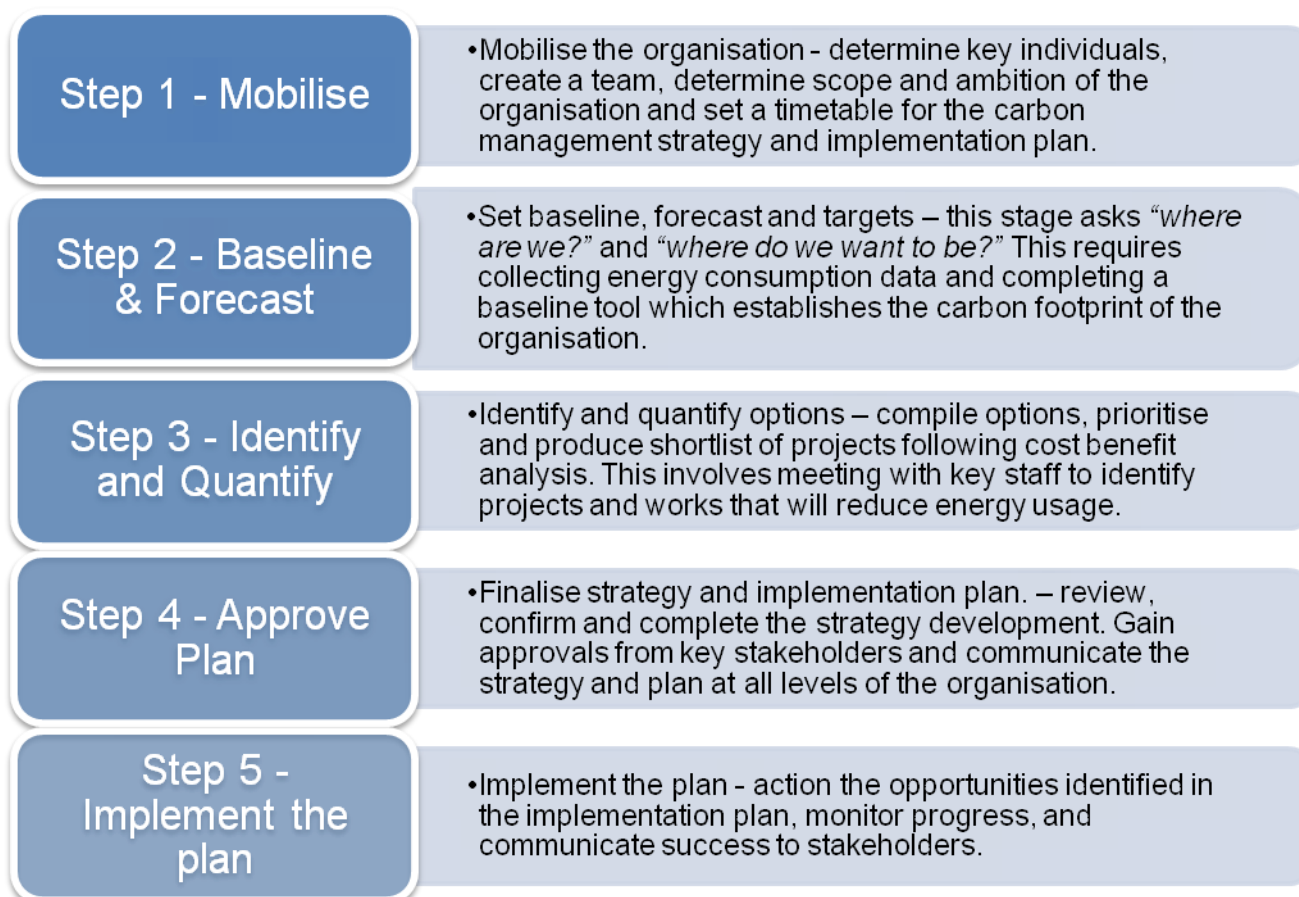 Step 1 - Mobilise
•Mobilise the organisation - determine key individuals,
create a team, determine scope and ambition of the
organisation and set a timetable for the carbon
management strategy and implementation plan.
Step 2 - Baseline
& Forecast
•Set baseline, forecast and targets – this stage asks “where
are we?” and “where do we want to be?” This requires
collecting energy consumption data and completing a
baseline tool which establishes the carbon footprint of the
organisation.
Step 3 - Identify
and Quantify
•Identify and quantify options – compile options, prioritise
and produce shortlist of projects following cost benefit
analysis. This involves meeting with key staff to identify
projects and works that will reduce energy usage.
Step 4 - Approve
Plan
•Finalise strategy and implementation plan. – review,
confirm and complete the strategy development. Gain
approvals from key stakeholders and communicate the
strategy and plan at all levels of the organisation.
Step 5 -
Implement the
plan
•Implement the plan - action the opportunities identified in
the implementation plan, monitor progress, and
communicate success to stakeholders.